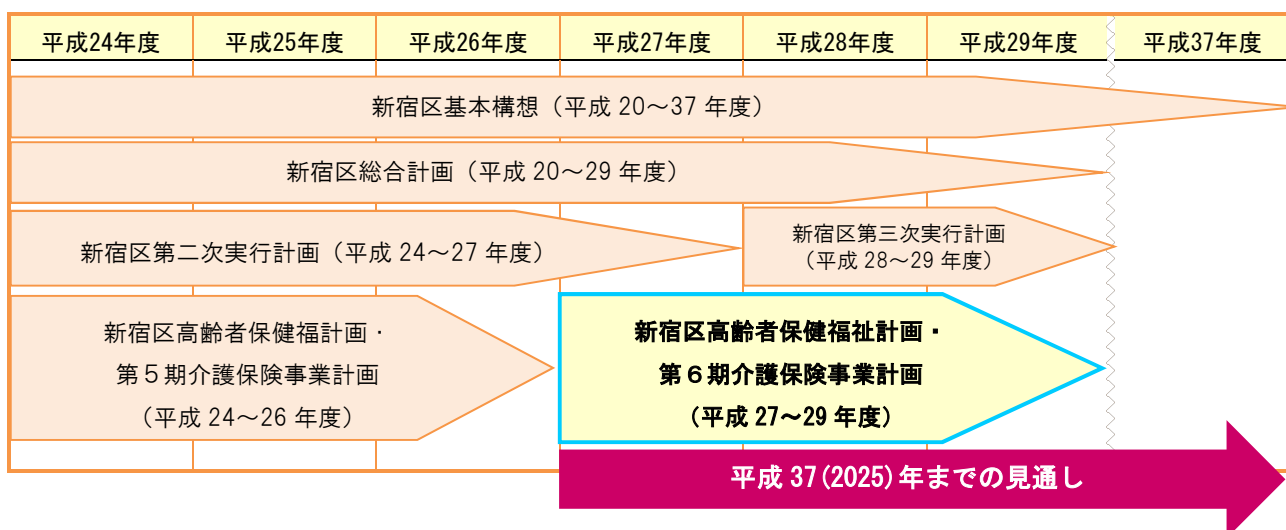 平成24年度 平成25年度 平成26年度 平成27年度 平成28年度 平成29年度 平成37年度
新宿区基本構想（平成 20～37 年度）
新宿区総合計画（平成 20～29 年度）
新宿区第二次実行計画（平成 24～27 年度）
新宿区第三次実行計画
（平成 28～29 年度）
新宿区高齢者保健福計画・
第５期介護保険事業計画
（平成 24～26 年度）
新宿区高齢者保健福祉計画・
第６期介護保険事業計画
（平成 27～29 年度）
平成 37(2025)年までの見通し